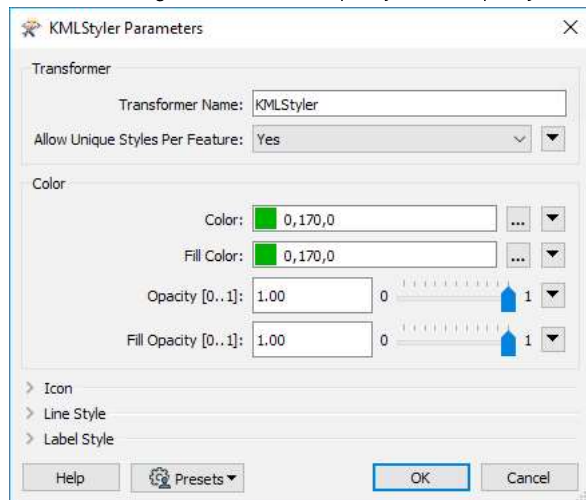 KMLStyler Parameters
Transformer
Transformer Name: KMLStyler
Allow Unique Styles Per Feature: Yes
Color
Color: 0,170,0 ...
Fill Color: 0,170,0 ...
Opacity [0..1]: 1.00 0 1
Fill Opacity [0..1]: 1.00 0 1
> Icon
> Line Style
> Label Style
Help Presets OK Cancel